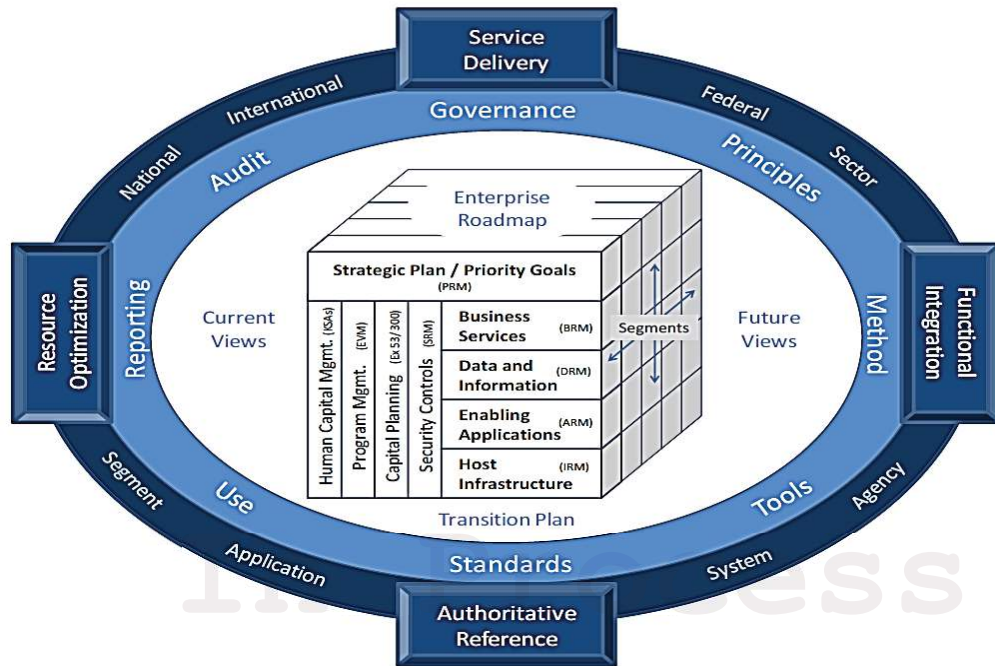 Service
Delivery
International
Federal
Governance
National
Audit
Principles
Sector
Enterprise
Roadmap
Strategic Plan / Priority Goals
(PRM)
Resource
Optimization
Reporting
Current
Views
Human Capital Mgmt. (KSAs)
Program Mgmt. (EVM)
Capital Planning (Ex 53/ 300)
Security Controls (SRM)
Business
Services (BRM)
Data and
Information (DRM)
Enabling
Applications (ARM)
Host (IRM)
Infrastructure
Segments
Future
Views
Method
Functional
Integration
Segment
Use
Transition Plan
Tools
Agency
Application
Standards
System
In Process
Authoritative
Reference